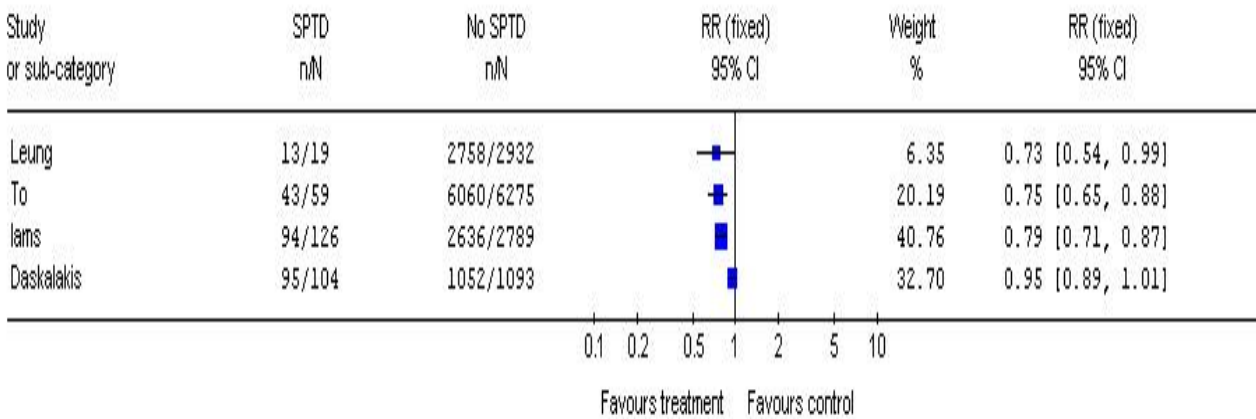 Study SPTD No SPTD RR (fixed) Weight RR (fixed)
or sub-category n/N n/N 95% CI % 95% CI
Leung 13/19 2758/2932 6.35 0.73 [0.54, 0.99]
To 43/59 6060/6275 20.19 0.75 [0.65, 0.88]
Iams 94/126 2636/2789 40.76 0.79 [0.71, 0.87]
Daskalakis 95/104 1052/1093 32.70 0.95 [0.89, 1.01]
0.1 0.2 0.5 1 2 5 10
Favours treatment Favours control